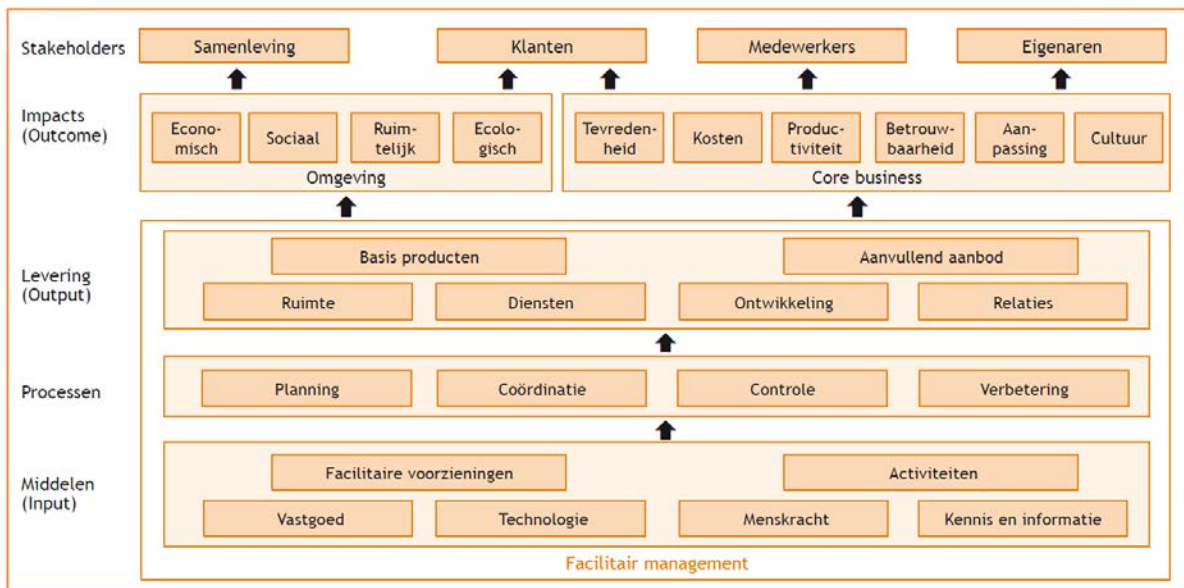 Stakeholders
Samenleving
Klanten
Medewerkers
Eigenaren
Impacts
(Outcome)
Econo-
misch
Sociaal
Ruim-
telijk
Ecolo-
gisch
Omgeving
Tevreden-
heid
Kosten
Produc-
tiviteit
Betrouw-
baarheid
Aan-
passing
Cultuur
Core business
Levering
(Output)
Basis producten
Aanvullend aanbod
Ruimte
Diensten
Ontwikkeling
Relaties
Processen
Planning
Coördinatie
Controle
Verbetering
Middelen
(Input)
Facilitaire voorzieningen
Activiteiten
Vastgoed
Technologie
Menskracht
Kennis en informatie
Facilitair management